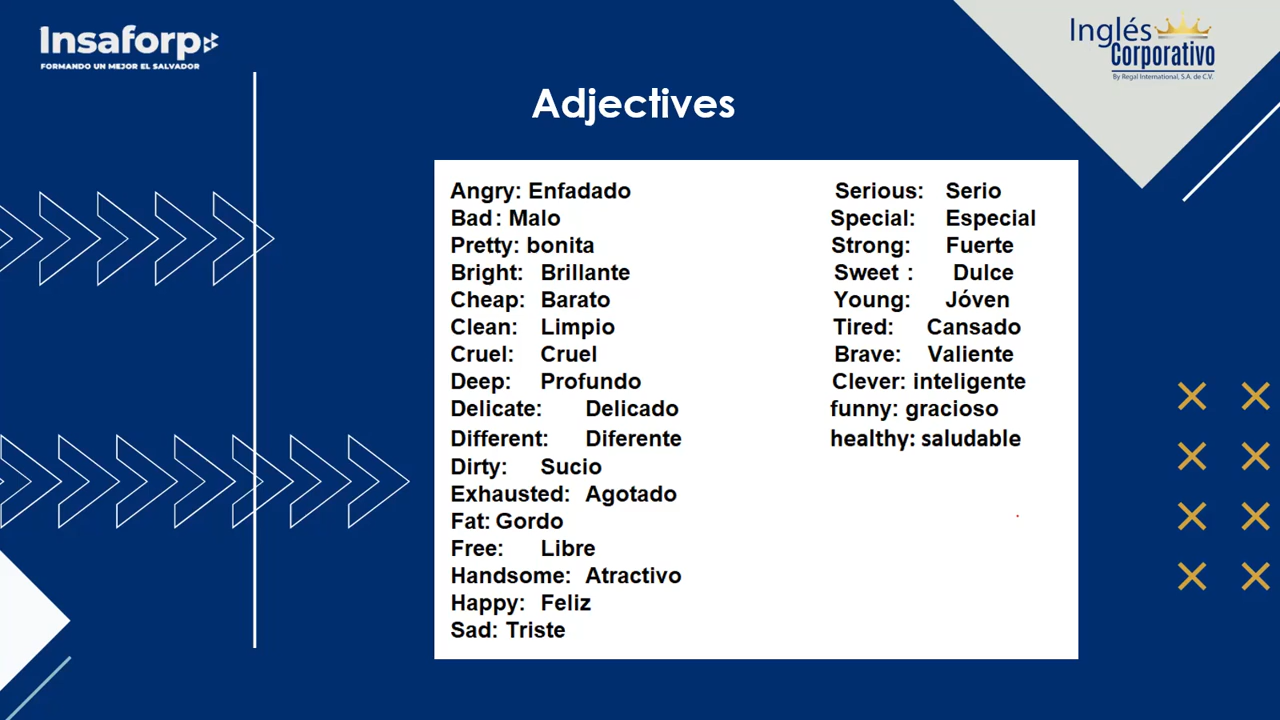 Insaforp
FORMANDO UN MEJOR EL SALVADOR
Inglés
Corporativo
By Regal International, S.A. de C.V.
Adjectives
Angry: Enfadado
Bad: Malo
Pretty: bonita
Bright: Brillante
Cheap: Barato
Clean: Limpio
Cruel: Cruel
Deep: Profundo
Delicate: Delicado
Different: Diferente
Dirty: Sucio
Exhausted: Agotado
Fat: Gordo
Free: Libre
Handsome: Atractivo
Happy: Feliz
Sad: Triste
Serious: Serio
Special: Especial
Strong: Fuerte
Sweet : Dulce
Young: Jóven
Tired: Cansado
Brave: Valiente
Clever: inteligente
funny: gracioso
healthy: saludable